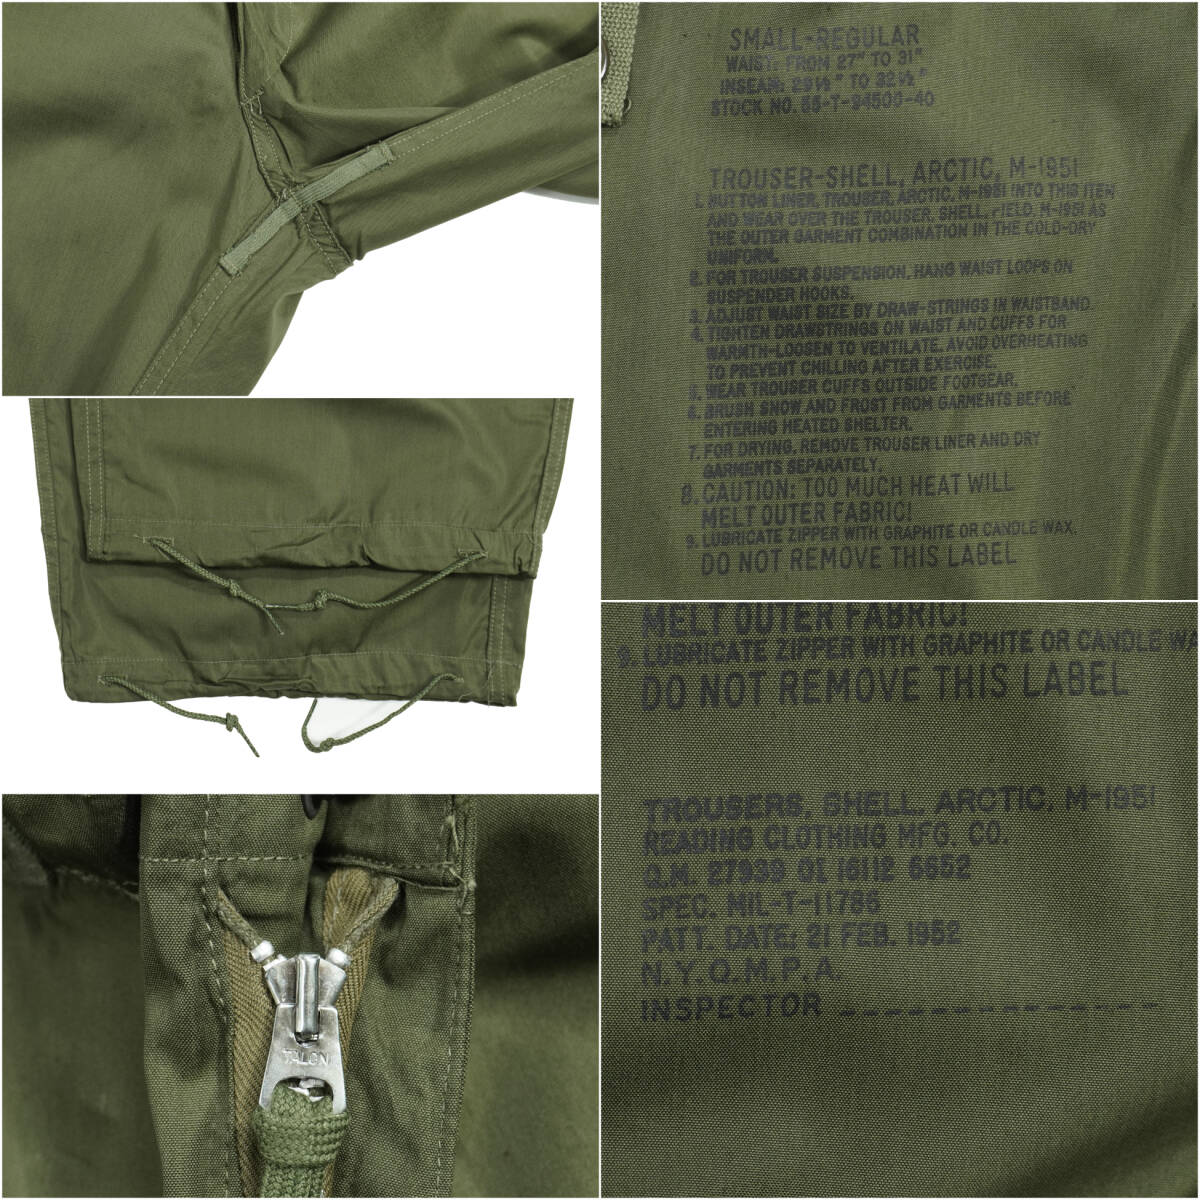 SMALL-REGULAR
WAIST: FROM 27" TO 31"
INSEAM: 29½" TO 32½"
STOCK NO. 55-T-94500-40
TROUSER-SHELL, ARCTIC, M-1951
1. BUTTON LINER, TROUSER, ARCTIC, M-1951 INTO THIS ITEM
AND WEAR OVER THE TROUSER, SHELL, FIELD, M-1951 AS
THE OUTER GARMENT COMBINATION IN THE COLD-DRY
UNIFORM.
2. FOR TROUSER SUSPENSION, HANG WAIST LOOPS ON
SUSPENDER HOOKS.
3. ADJUST WAIST SIZE BY DRAW-STRINGS IN WAISTBAND.
4. TIGHTEN DRAWSTRINGS ON WAIST AND CUFFS FOR
WARMTH-LOOSEN TO VENTILATE. AVOID OVERHEATING
TO PREVENT CHILLING AFTER EXERCISE.
5. WEAR TROUSER CUFFS OUTSIDE FOOTGEAR.
6. BRUSH SNOW AND FROST FROM GARMENTS BEFORE
ENTERING HEATED SHELTER.
7. FOR DRYING, REMOVE TROUSER LINER AND DRY
GARMENTS SEPARATELY.
8. CAUTION: TOO MUCH HEAT WILL
MELT OUTER FABRIC!
9. LUBRICATE ZIPPER WITH GRAPHITE OR CANDLE WAX.
DO NOT REMOVE THIS LABEL
MELT OUTER FABRIC!
9. LUBRICATE ZIPPER WITH GRAPHITE OR CANDLE WA
DO NOT REMOVE THIS LABEL
TROUSERS, SHELL, ARCTIC, M-1951
READING CLOTHING MFG. CO.
Q.M. 27939 OI 16112 6652
SPEC. MIL-T-11786
PATT. DATE: 21 FEB. 1952
N.Y.Q.M.P.A.
INSPECTOR _ _ _ _ _ _ _ _ _ _ _ _ _
TALON